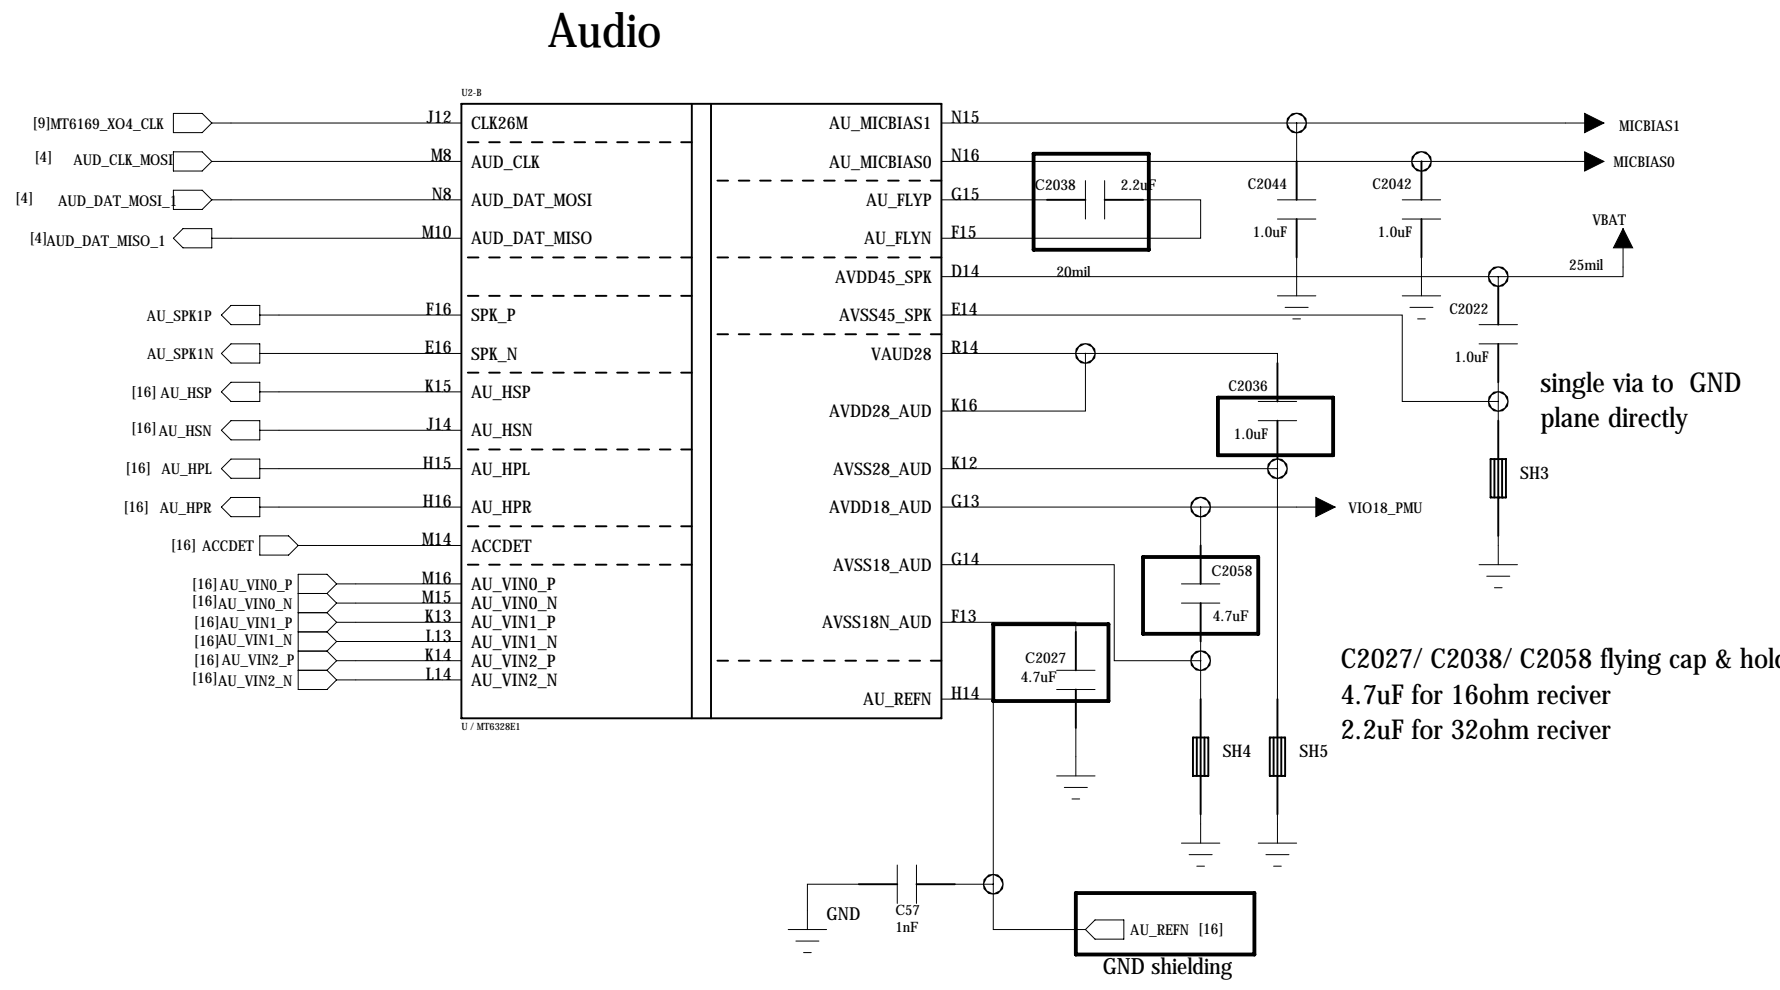 Audio
U2-B
[9]MT6169_XO4_CLK J12 CLK26M AU_MICBIAS1 N15 MICBIAS1
[4] AUD_CLK_MOSI M8 AUD_CLK AU_MICBIAS0 N16 MICBIAS0
[4] AUD_DAT_MOSI_1 N8 AUD_DAT_MOSI AU_FLYP G15
C2038 2.2uF
C2044 1.0uF
C2042 1.0uF
[4]AUD_DAT_MISO_1 M10 AUD_DAT_MISO AU_FLYN F15
VBAT
AVDD45_SPK D14 20mil 25mil
AU_SPK1P F16 SPK_P AVSS45_SPK E14
C2022
1.0uF
AU_SPK1N E16 SPK_N VAUD28 R14
[16] AU_HSP K15 AU_HSP AVDD28_AUD K16
C2036
1.0uF
single via to GND
plane directly
[16] AU_HSN J14 AU_HSN
[16] AU_HPL H15 AU_HPL AVSS28_AUD K12
SH3
[16] AU_HPR H16 AU_HPR AVDD18_AUD G13 VIO18_PMU
[16] ACCDET M14 ACCDET AVSS18_AUD G14
C2058
4.7uF
[16]AU_VIN0_P M16 AU_VIN0_P
[16]AU_VIN0_N M15 AU_VIN0_N
[16]AU_VIN1_P K13 AU_VIN1_P AVSS18N_AUD F13
[16]AU_VIN1_N L13 AU_VIN1_N
[16]AU_VIN2_P K14 AU_VIN2_P
[16]AU_VIN2_N L14 AU_VIN2_N
C2027
4.7uF
AU_REFN H14
U / MT6328E1
C2027/ C2038/ C2058 flying cap & hold
4.7uF for 16ohm reciver
2.2uF for 32ohm reciver
SH4 SH5
GND
C57
1nF
AU_REFN [16]
GND shielding